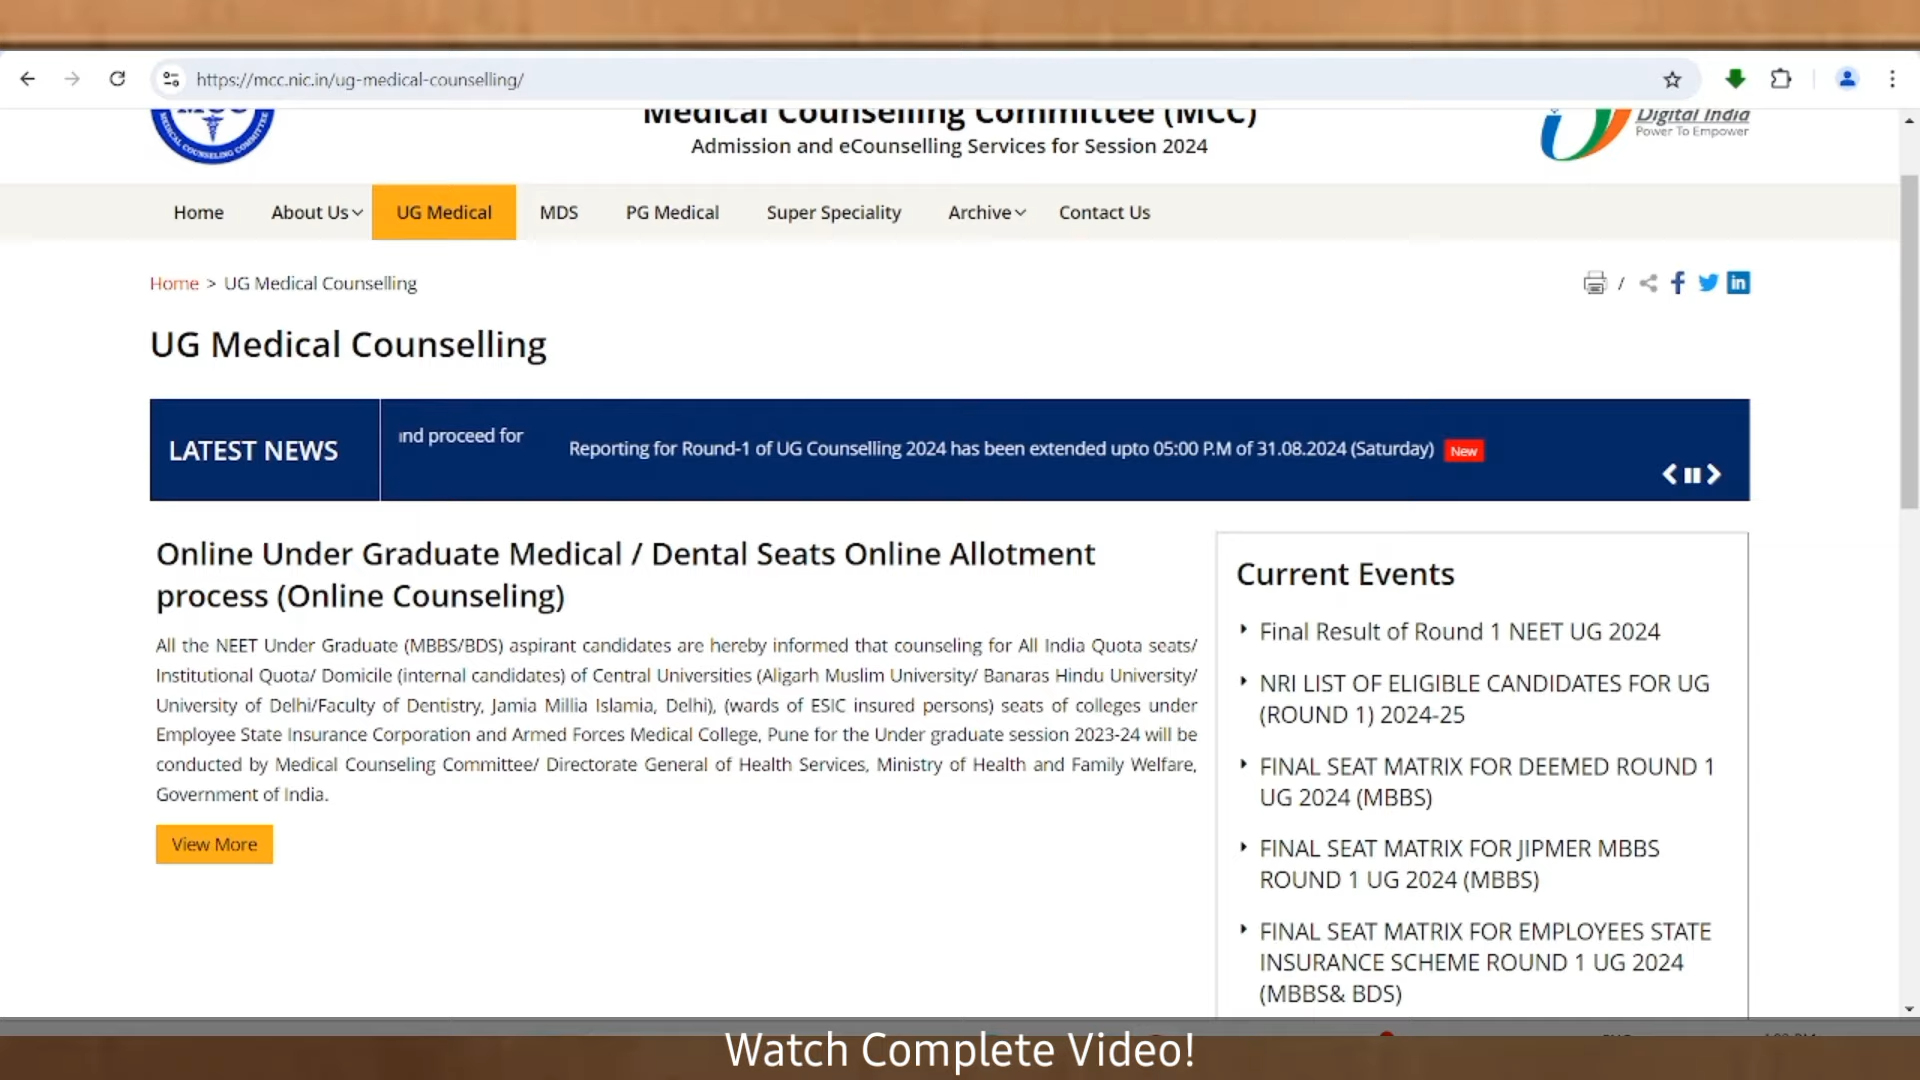 https://mcc.nic.in/ug-medical-counselling/
Medical Counselling Committee (MCC)
Admission and eCounselling Services for Session 2024
MEDICAL COUNSELING COMMITTEE
Digital India
Power To Empower
Home About Us UG Medical MDS PG Medical Super Speciality Archive Contact Us
Home > UG Medical Counselling
/
UG Medical Counselling
LATEST NEWS
nd proceed for
Reporting for Round-1 of UG Counselling 2024 has been extended upto 05:00 P.M of 31.08.2024 (Saturday) New
Online Under Graduate Medical / Dental Seats Online Allotment
process (Online Counseling)
All the NEET Under Graduate (MBBS/BDS) aspirant candidates are hereby informed that counseling for All India Quota seats/
Institutional Quota/ Domicile (internal candidates) of Central Universities (Aligarh Muslim University/ Banaras Hindu University/
University of Delhi/Faculty of Dentistry, Jamia Millia Islamia, Delhi), (wards of ESIC insured persons) seats of colleges under
Employee State Insurance Corporation and Armed Forces Medical College, Pune for the Under graduate session 2023-24 will be
conducted by Medical Counseling Committee/ Directorate General of Health Services, Ministry of Health and Family Welfare,
Government of India.
View More
Current Events
Final Result of Round 1 NEET UG 2024
NRI LIST OF ELIGIBLE CANDIDATES FOR UG
(ROUND 1) 2024-25
FINAL SEAT MATRIX FOR DEEMED ROUND 1
UG 2024 (MBBS)
FINAL SEAT MATRIX FOR JIPMER MBBS
ROUND 1 UG 2024 (MBBS)
FINAL SEAT MATRIX FOR EMPLOYEES STATE
INSURANCE SCHEME ROUND 1 UG 2024
(MBBS& BDS)
Watch Complete Video!